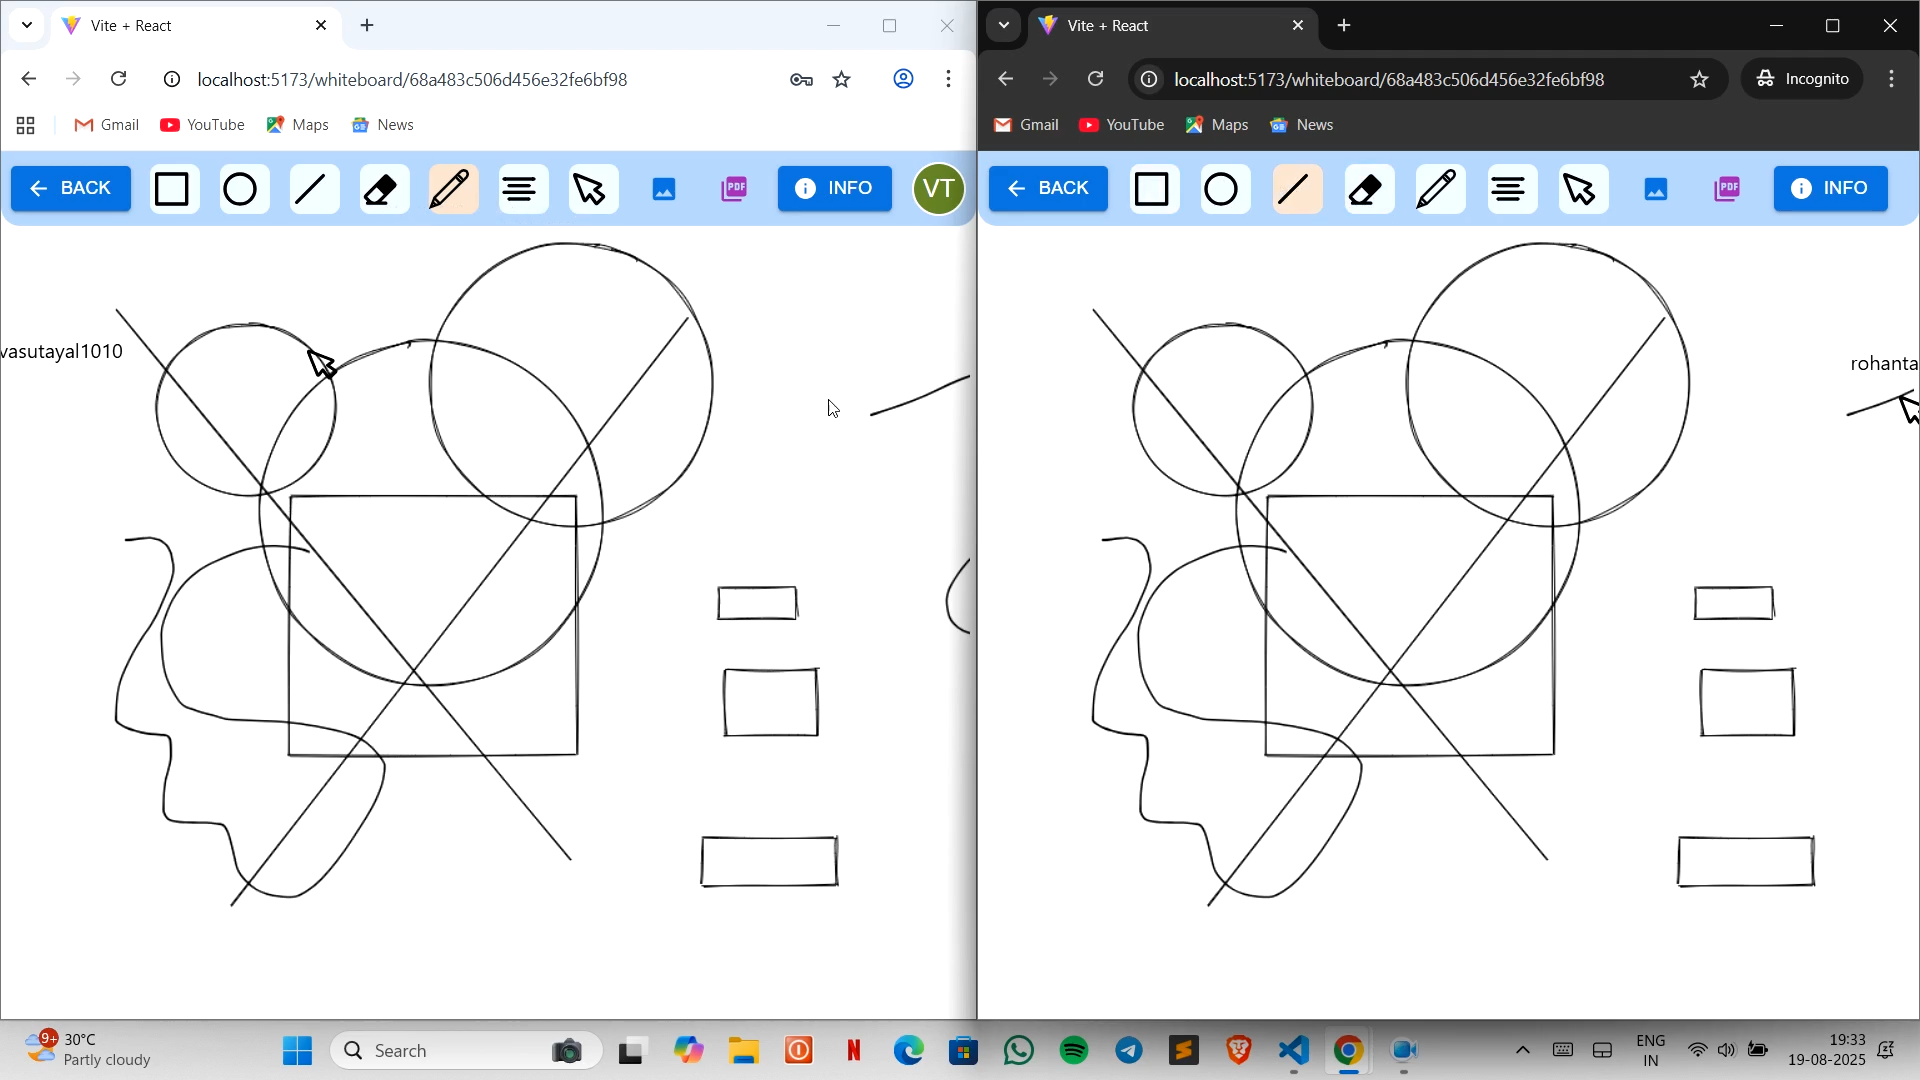 Vite + React
localhost:5173/whiteboard/68a483c506d456e32fe6bf98
Gmail
YouTube
Maps
News
BACK
PDF
INFO
VT
vasutayal1010
Vite + React
localhost:5173/whiteboard/68a483c506d456e32fe6bf98
Incognito
Gmail
YouTube
Maps
News
BACK
PDF
INFO
rohanta
9+
30°C
Partly cloudy
Search
ENG
IN
19:33
19-08-2025